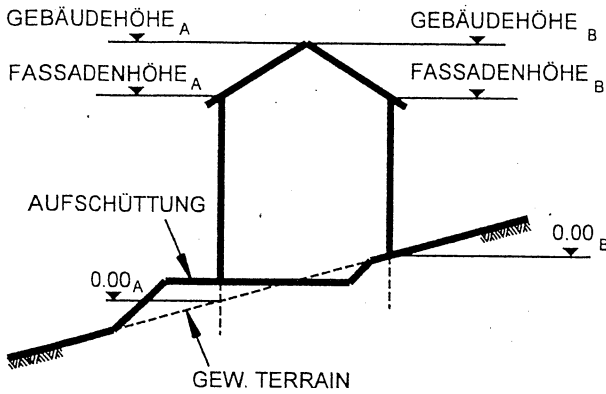 GEBÄUDEHÖHE A
GEBÄUDEHÖHE B
FASSADENHÖHE A
FASSADENHÖHE B
AUFSCHÜTTUNG
0.00 B
0.00 A
GEW. TERRAIN